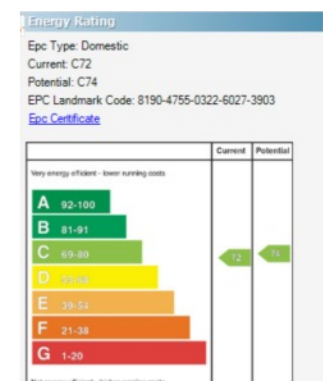 Energy Rating
Epc Type: Domestic
Current: C72
Potential: C74
EPC Landmark Code: 8190-4755-0322-6027-3903
Epc Certificate
Current Potential
Very energy efficient - lower running costs
A 92-100
B 81-91
C 69-80
72 74
D
E 39-54
F 21-38
G 1-20